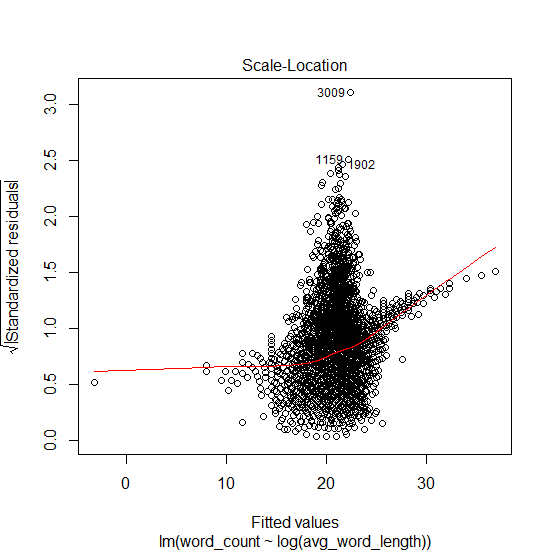 Scale-Location
3.0
2.5
2.0
1.5
1.0
0.5
0.0
√|Standardized residuals|
3009
1159
1902
0 10 20 30
Fitted values
lm(word_count ~ log(avg_word_length))